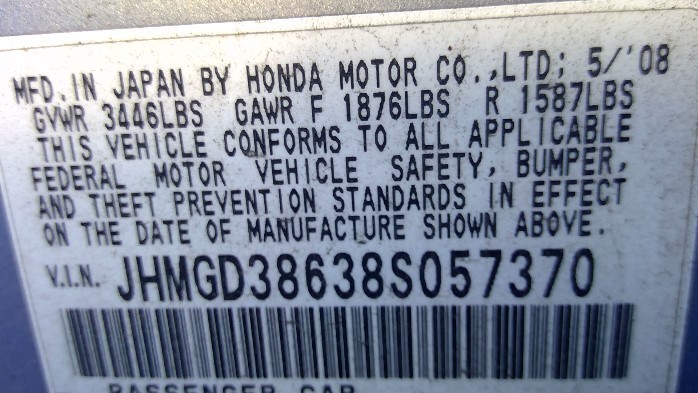 MFD. IN JAPAN BY HONDA MOTOR CO.,LTD; 5/'08
GVWR 3446LBS GAWR F 1876LBS R 1587LBS
THIS VEHICLE CONFORMS TO ALL APPLICABLE
FEDERAL MOTOR VEHICLE SAFETY, BUMPER,
AND THEFT PREVENTION STANDARDS IN EFFECT
ON THE DATE OF MANUFACTURE SHOWN ABOVE.
V.I.N. JHMGD38638S057370
PASSENGER CAR